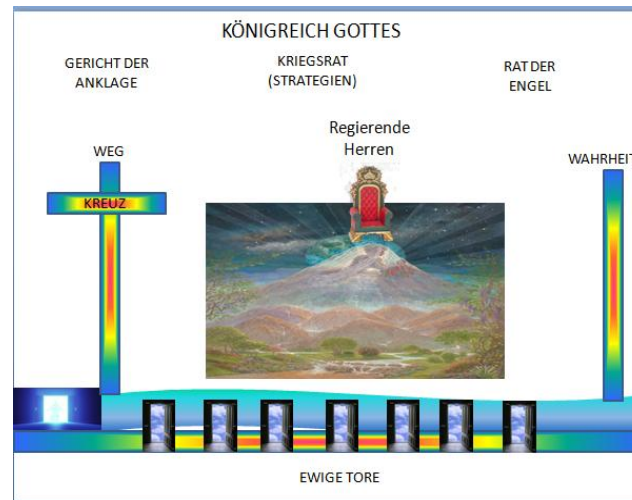 KÖNIGREICH GOTTES
GERICHT DER
ANKLAGE
KRIEGSRAT
(STRATEGIEN)
RAT DER
ENGEL
Regierende
Herren
WEG
WAHRHEIT
KREUZ
EWIGE TORE